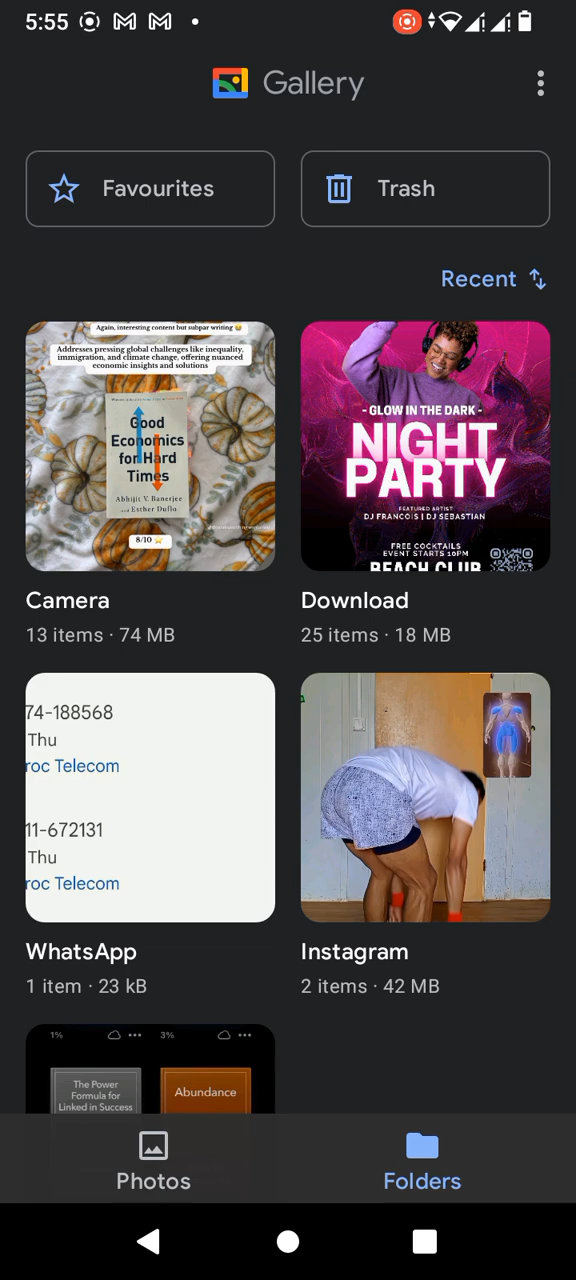 5:55
Gallery
Favourites
Trash
Recent
Again, interesting content but subpar writing
Addresses pressing global challenges like inequality,
immigration, and climate change, offering nuanced
economic insights and solutions
Good
Economics
for Hard
Times
Abhijit V. Banerjee
and Esther Duflo
8/10
- GLOW IN THE DARK -
NIGHT
PARTY
FEATURED ARTIST
DJ FRANCOIS | DJ SEBASTIAN
FREE COCKTAILS
EVENT STARTS 10PM
BEACH CLUB
Camera
13 items · 74 MB
Download
25 items · 18 MB
74-188568
Thu
roc Telecom
11-672131
Thu
roc Telecom
WhatsApp
1 item · 23 kB
Instagram
2 items · 42 MB
1%
3%
The Power
Formula for
Linked in Success
Abundance
Photos
Folders